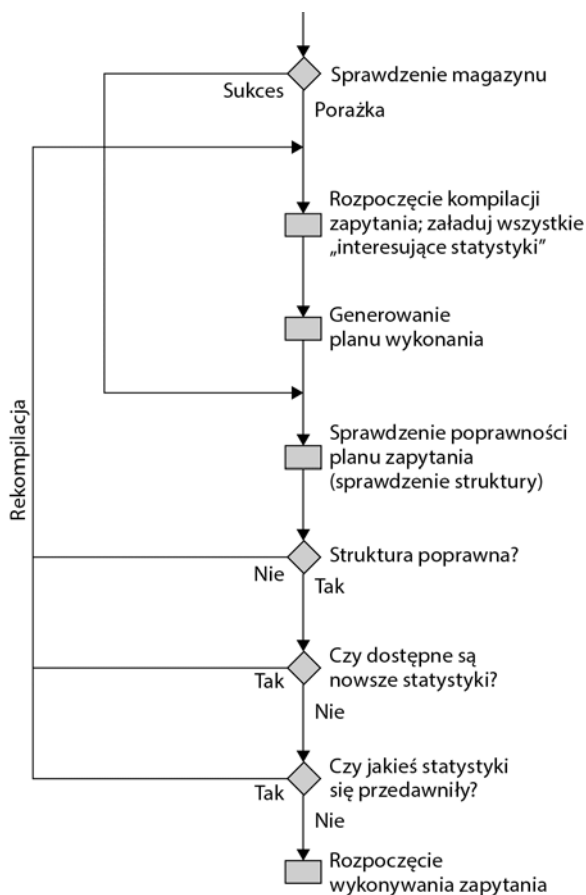 Sprawdzenie magazynu
Sukces
Porażka
Rozpoczęcie kompilacji
zapytania; załaduj wszystkie
„interesujące statystyki”
Generowanie
planu wykonania
Rekompilacja
Sprawdzenie poprawności
planu zapytania
(sprawdzenie struktury)
Struktura poprawna?
Nie
Tak
Czy dostępne są
nowsze statystyki?
Tak
Nie
Czy jakieś statystyki
się przedawniły?
Tak
Nie
Rozpoczęcie
wykonywania zapytania